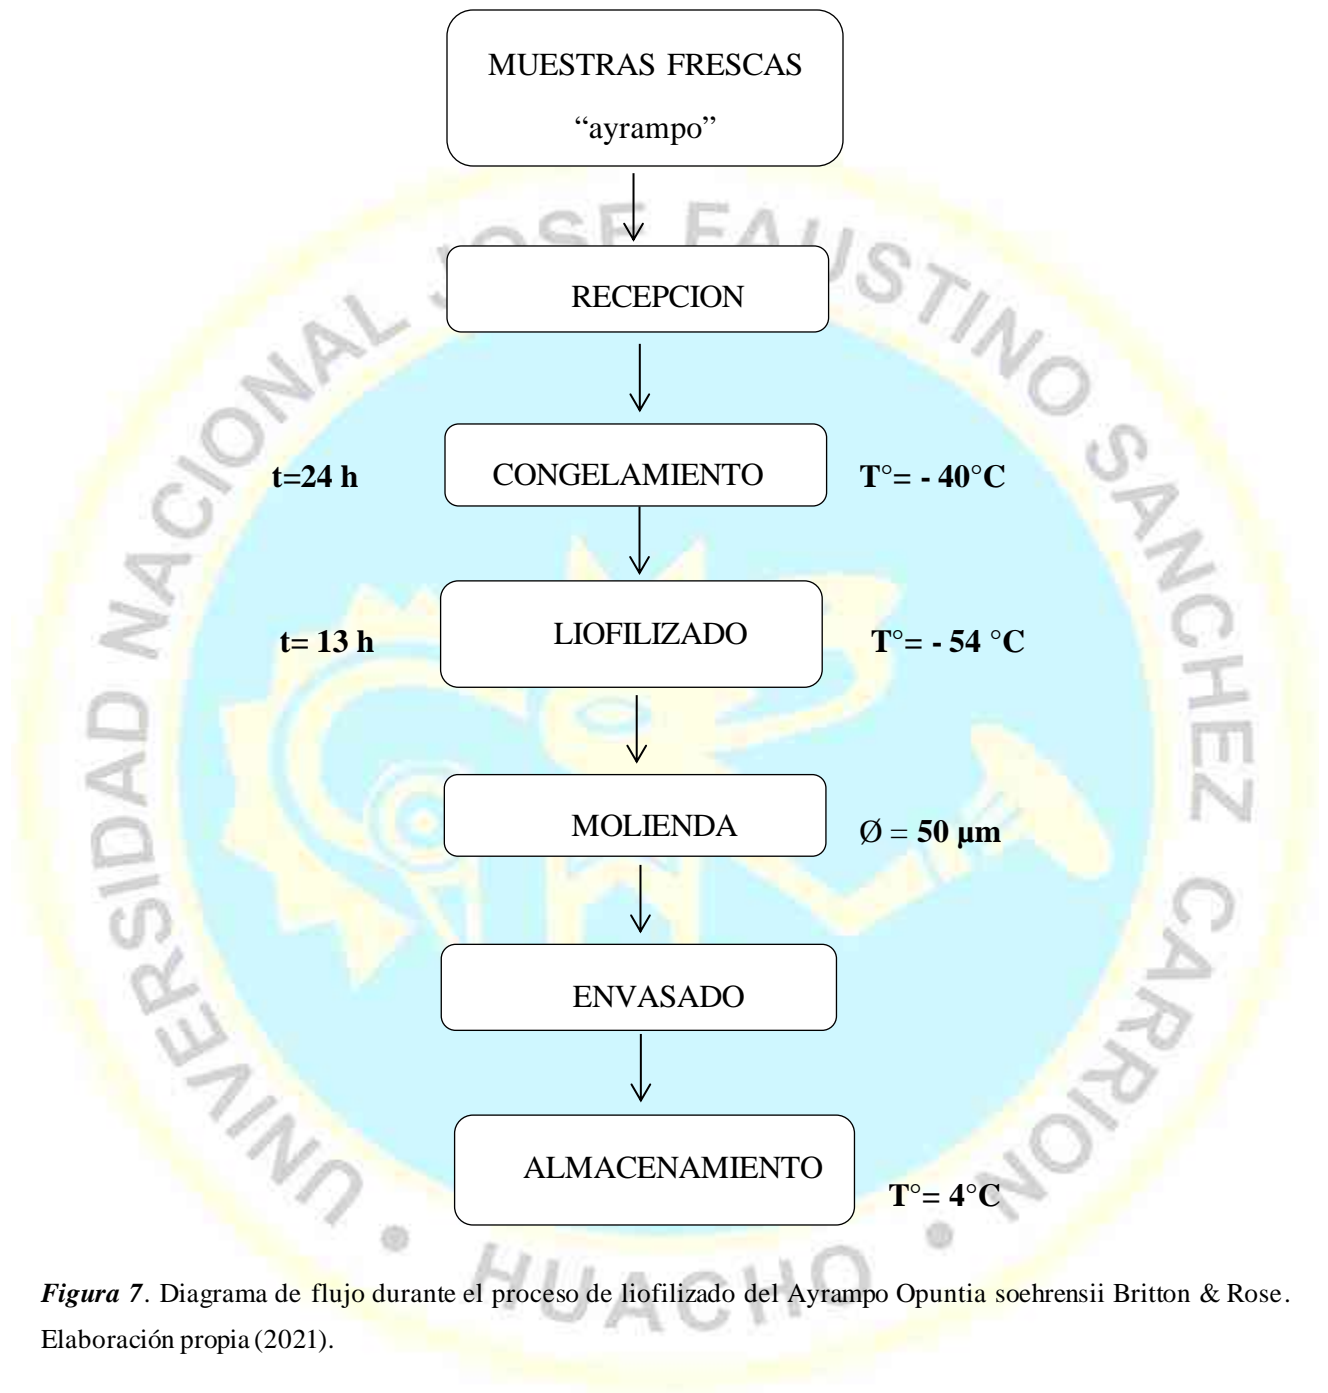 MUESTRAS FRESCAS
“ayrampo”
RECEPCION
t=24 h
CONGELAMIENTO
T°= - 40°C
t= 13 h
LIOFILIZADO
T°= - 54 °C
MOLIENDA
Ø = 50 µm
ENVASADO
ALMACENAMIENTO
T°= 4°C
Figura 7. Diagrama de flujo durante el proceso de liofilizado del Ayrampo Opuntia soehrensii Britton & Rose.
Elaboración propia (2021).
UNIVERSIDAD NACIONAL JOSE FAUSTINO SANCHEZ CARRION
• HUACHO •